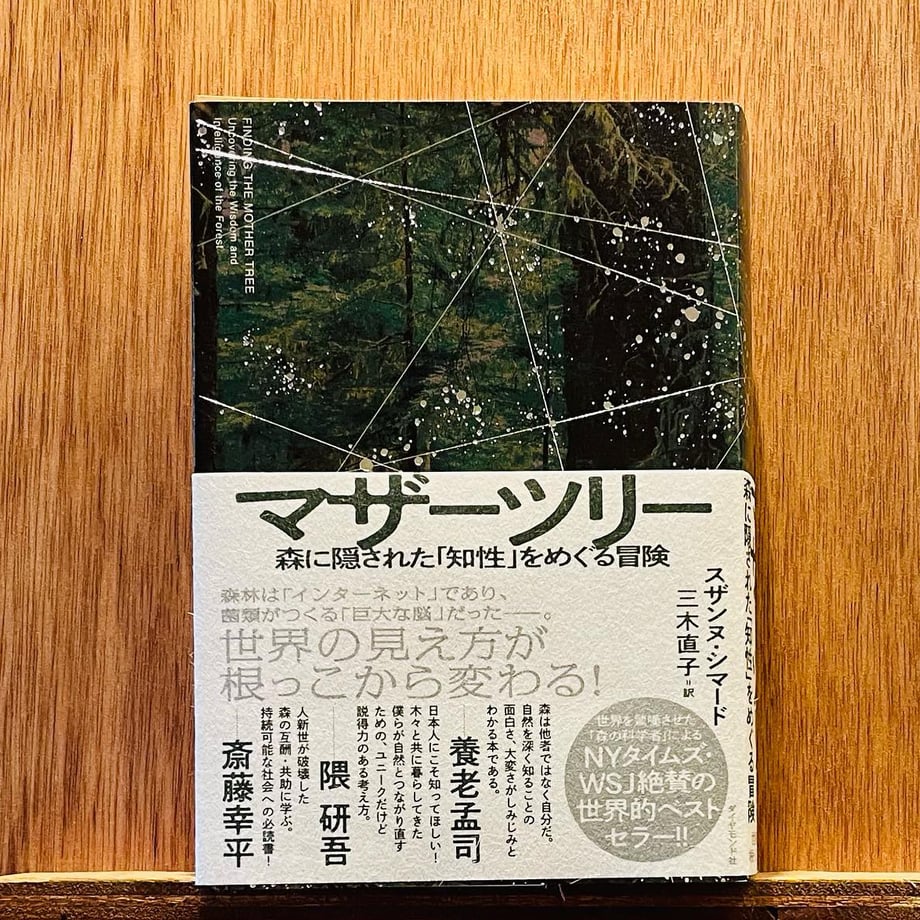 FINDING THE MOTHER TREE
Uncovering the Wisdom and
Intelligence of the Forest
マザーツリー
森に隠された「知性」をめぐる冒険
スザンヌ・シマード
三木直子=訳
森林は「インターネット」であり、
菌類がつくる「巨大な脳」だった――。
世界の見え方が
根っこから変わる!
森は他者ではなく自分だ。
自然を深く知ることの
面白さ、大変さがしみじみと
わかる本である。
――養老孟司
日本人にこそ知ってほしい!
木々と共に暮らしてきた
僕らが自然とつながり直す
ための、ユニークだけど
説得力のある考え方。
――隈 研吾
人新世が破壊した
森の互酬・共助に学ぶ。
持続可能な社会への必読書!
――斎藤幸平
世界を驚嘆させた
「森の科学者」による
NYタイムズ、
WSJ絶賛の
世界的ベスト
セラー!!
ダイヤモンド社
森に隠された「知性」をめぐる冒険